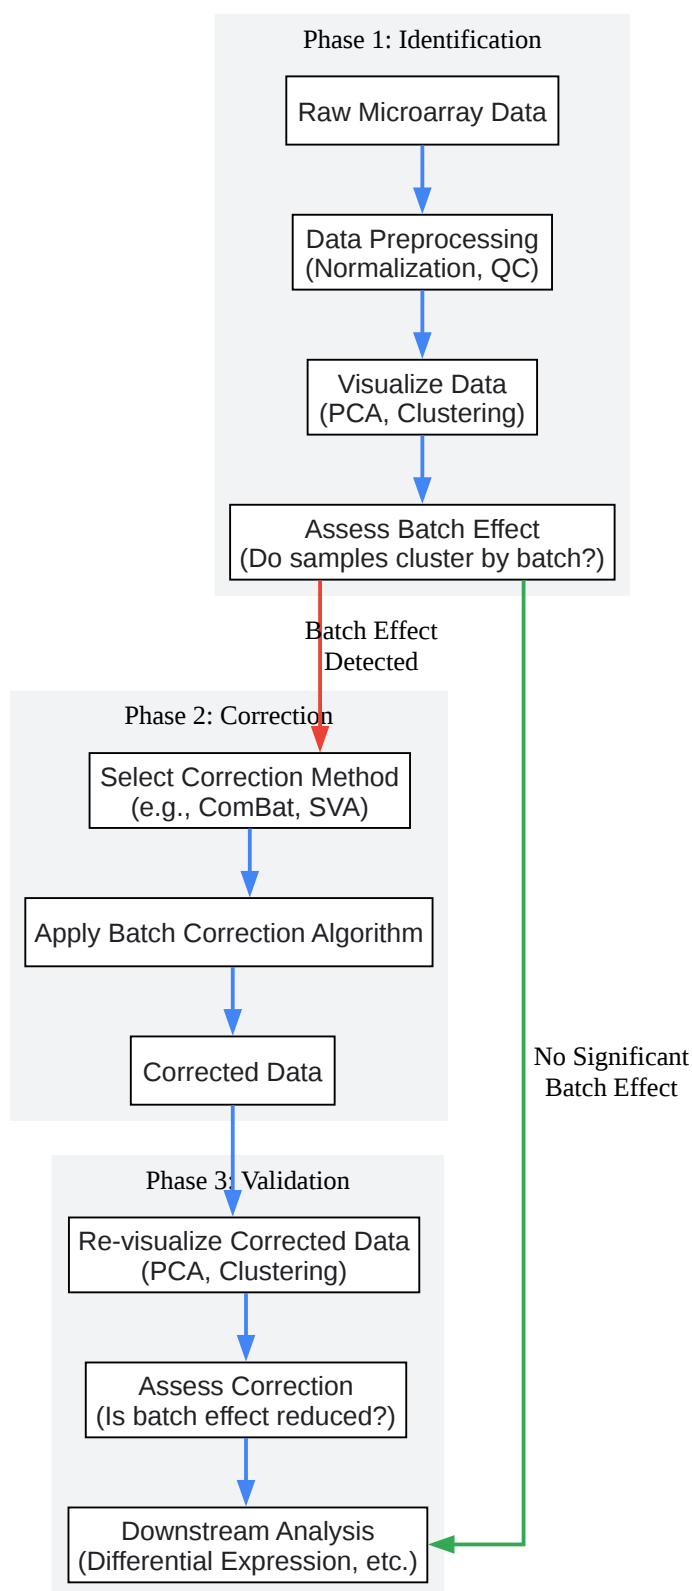 Phase 1: Identification
Raw Microarray Data
Data Preprocessing
(Normalization, QC)
Visualize Data
(PCA, Clustering)
Assess Batch Effect
(Do samples cluster by batch?)
Batch Effect
Detected
Phase 2: Correction
Select Correction Method
(e.g., ComBat, SVA)
Apply Batch Correction Algorithm
Corrected Data
No Significant
Batch Effect
Phase 3: Validation
Re-visualize Corrected Data
(PCA, Clustering)
Assess Correction
(Is batch effect reduced?)
Downstream Analysis
(Differential Expression, etc.)